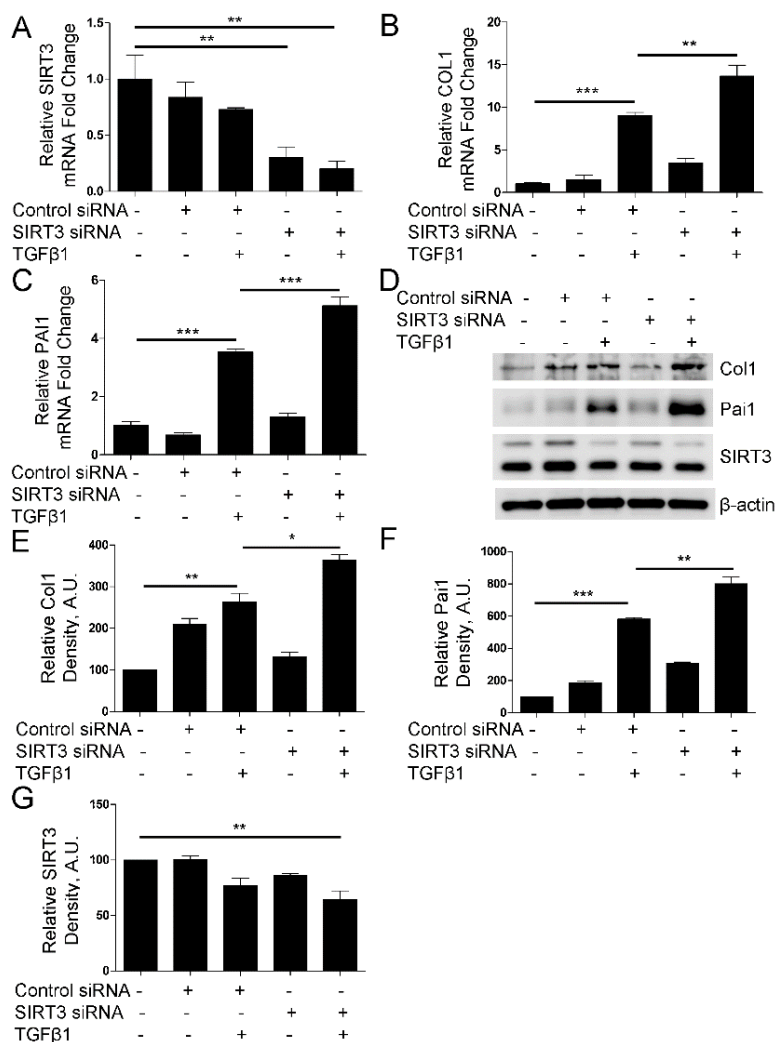 A
Relative SIRT3
mRNA Fold Change
1.0
0.5
0.0
**
**
Control siRNA - + + - -
SIRT3 siRNA - - - + +
TGFβ1 - - + - +
B
Relative COL1
mRNA Fold Change
20
15
10
5
0
***
**
Control siRNA - + + - -
SIRT3 siRNA - - - + +
TGFβ1 - - + - +
C
Relative PAI1
mRNA Fold Change
6
4
2
0
***
***
Control siRNA - + + - -
SIRT3 siRNA - - - + +
TGFβ1 - - + - +
D
Control siRNA - + + - -
SIRT3 siRNA - - - + +
TGFβ1 - - + - +
Col1
Pai1
SIRT3
β-actin
E
Relative Col1
Density, A.U.
400
300
200
100
0
**
*
Control siRNA - + + - -
SIRT3 siRNA - - - + +
TGFβ1 - - + - +
F
Relative Pai1
Density, A.U.
1000
800
600
400
200
0
***
**
Control siRNA - + + - -
SIRT3 siRNA - - - + +
TGFβ1 - - + - +
G
Relative SIRT3
Density, A.U.
150
100
50
0
**
Control siRNA - + + - -
SIRT3 siRNA - - - + +
TGFβ1 - - + - +